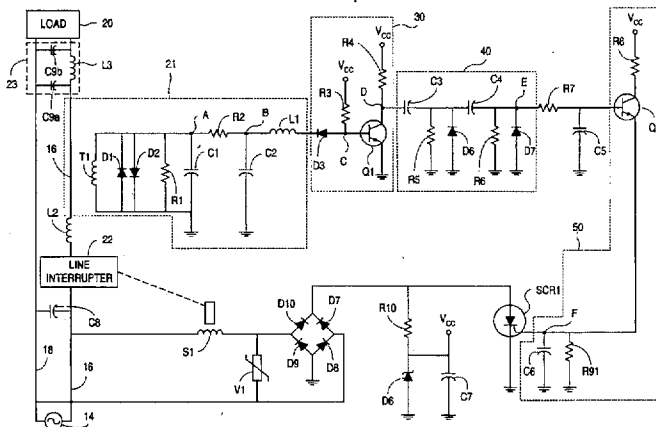 LOAD
20
30
VCC
R4
23
C9b
L3
C9a
21
VCC
R3
D
40
C3
C4
E
R7
VCC
R8
Q
16
A
R2
B
L1
T1
D1
D2
R1
C1
C2
D3
C
Q1
R5
D6
R6
D7
C5
L2
22
LINE
INTERRUPTER
50
SCR1
C8
D10
D7
R10
VCC
F
S1
D9
D8
18
16
V1
D6
C7
C6
R91
14